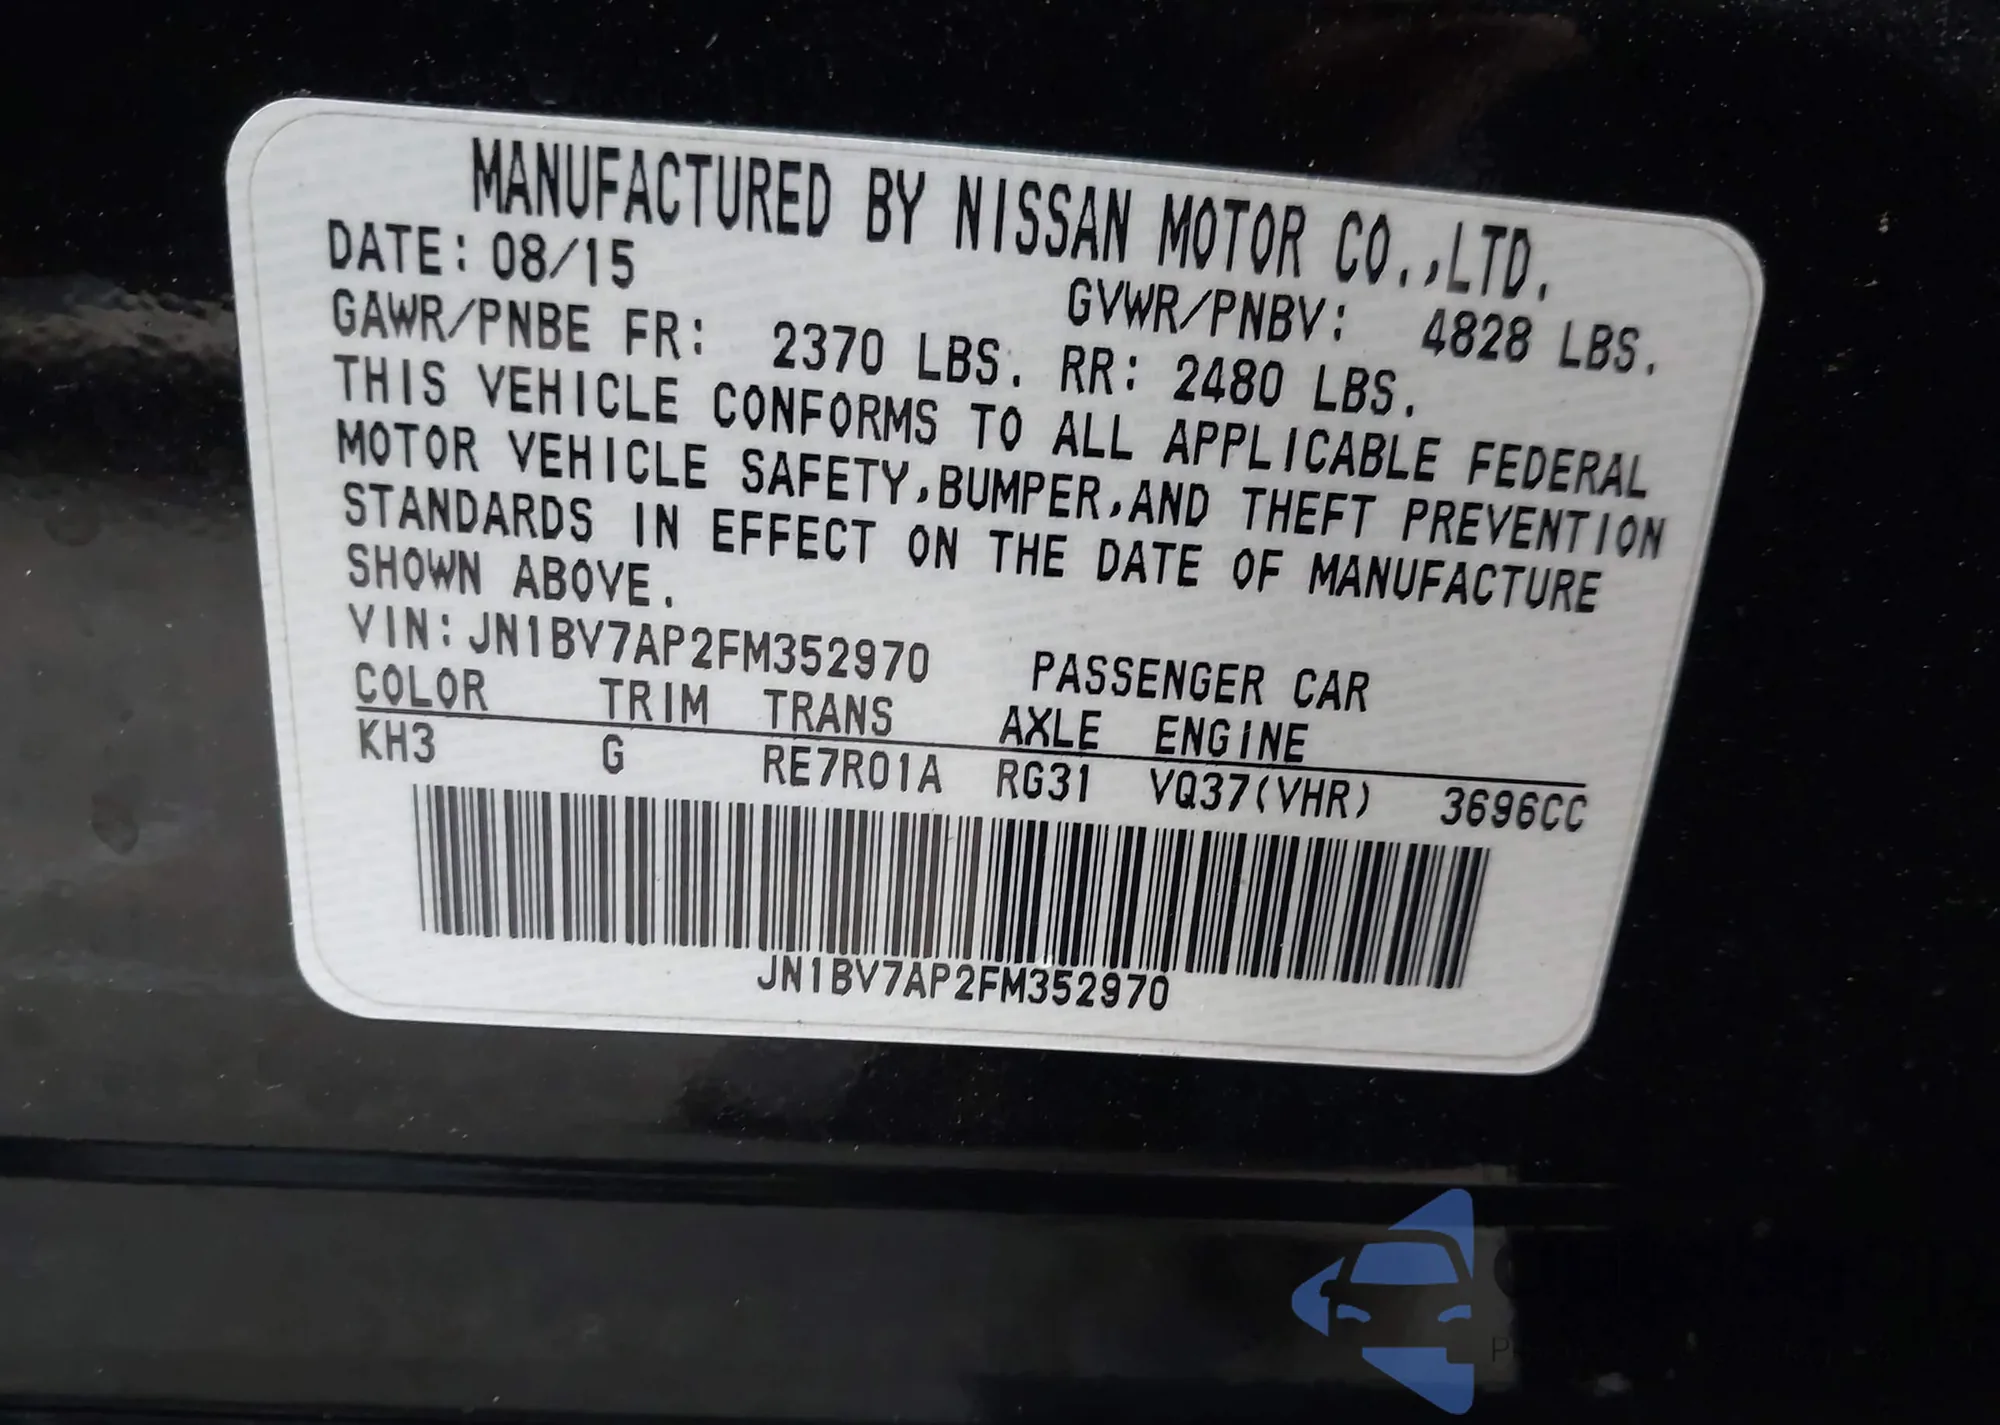 MANUFACTURED BY NISSAN MOTOR CO.,LTD.
DATE: 08/15 GVWR/PNBV: 4828 LBS.
GAWR/PNBE FR: 2370 LBS. RR: 2480 LBS.
THIS VEHICLE CONFORMS TO ALL APPLICABLE FEDERAL
MOTOR VEHICLE SAFETY,BUMPER,AND THEFT PREVENTION
STANDARDS IN EFFECT ON THE DATE OF MANUFACTURE
SHOWN ABOVE.
VIN: JN1BV7AP2FM352970 PASSENGER CAR
COLOR TRIM TRANS AXLE ENGINE
KH3 G RE7R01A RG31 VQ37(VHR) 3696CC
JN1BV7AP2FM352970